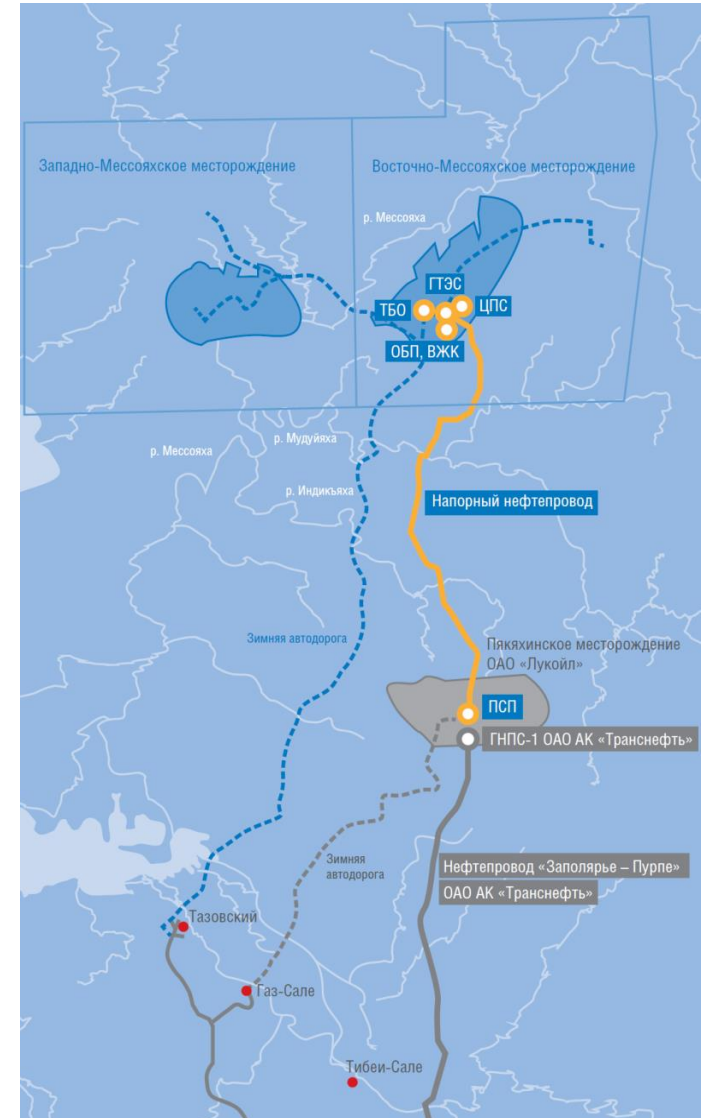 Западно-Мессояхское месторождение
Восточно-Мессояхское месторождение
р. Мессояха
ГТЭС
ТБО
ЦПС
ОБП, ВЖК
р. Мудуйяха
р. Мессояха
р. Индикъяха
Напорный нефтепровод
Зимняя автодорога
Пякяхинское месторождение
ОАО «Лукойл»
ПСП
ГНПС-1 ОАО АК «Транснефть»
Зимняя
автодорога
Нефтепровод «Заполярье – Пурпе»
ОАО АК «Транснефть»
Тазовский
Газ-Сале
Тибеи-Сале